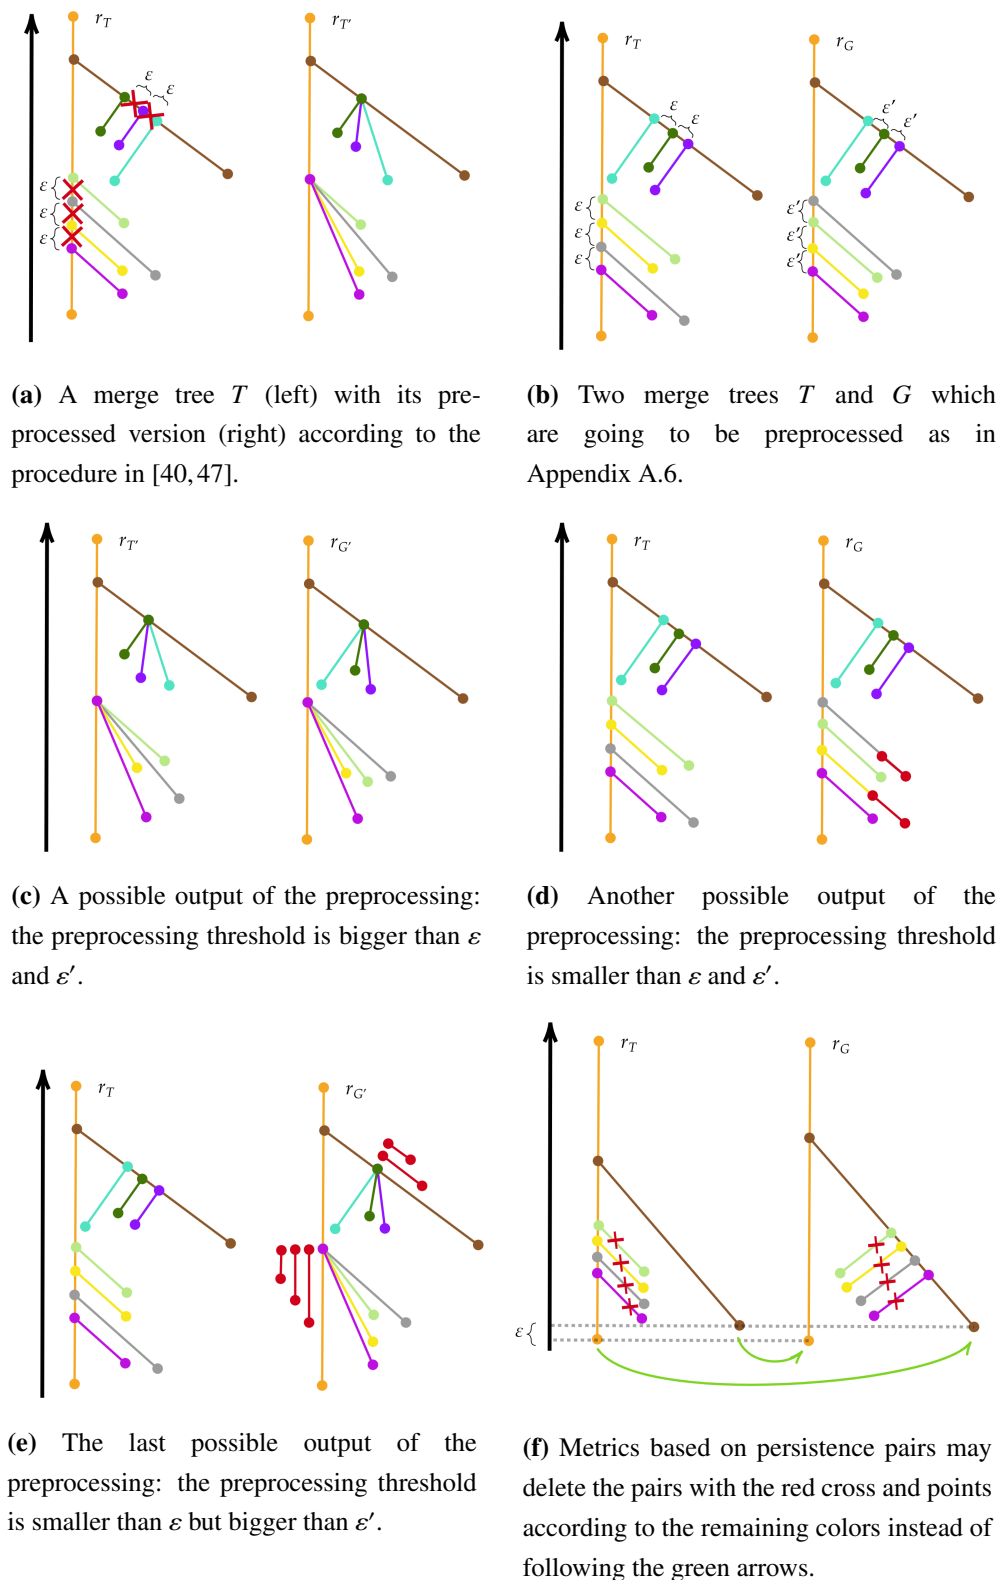 r_T
r_T'
ε
ε
ε
ε
ε
(a) A merge tree T (left) with its pre-
processed version (right) according to the
procedure in [40,47].
r_T
r_G
ε
ε
ε'
ε'
ε
ε
ε
ε'
ε'
ε'
(b) Two merge trees T and G which
are going to be preprocessed as in
Appendix A.6.
r_T'
r_G'
(c) A possible output of the preprocessing:
the preprocessing threshold is bigger than ε
and ε'.
r_T
r_G
(d) Another possible output of the
preprocessing: the preprocessing threshold
is smaller than ε and ε'.
r_T
r_G'
(e) The last possible output of the
preprocessing: the preprocessing threshold
is smaller than ε but bigger than ε'.
r_T
r_G
ε
(f) Metrics based on persistence pairs may
delete the pairs with the red cross and points
according to the remaining colors instead of
following the green arrows.